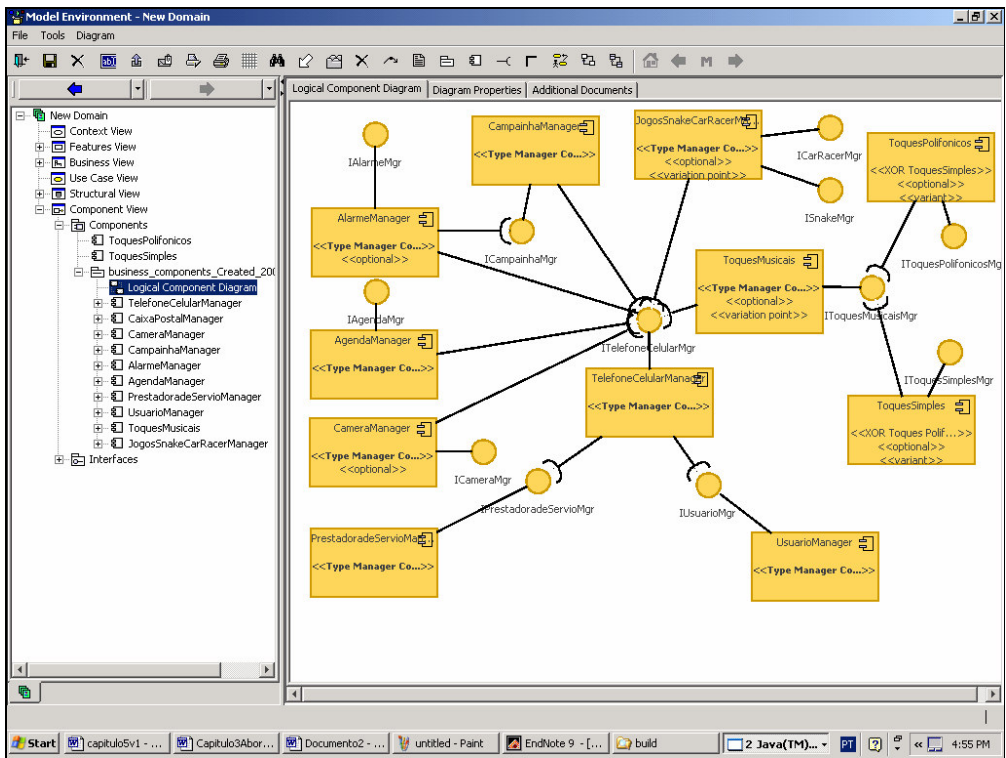 Model Environment - New Domain
File Tools Diagram
Logical Component Diagram Diagram Properties Additional Documents
New Domain
Context View
Features View
Business View
Use Case View
Structural View
Component View
Components
ToquesPolifonicos
ToquesSimples
business_components_Created_200
Logical Component Diagram
TelefoneCelularManager
CaixaPostalManager
CameraManager
CampainhaManager
AlarmeManager
AgendaManager
PrestadoradeServioManager
UsuarioManager
ToquesMusicais
JogosSnakeCarRacerManager
Interfaces
IAlarmeMgr
CampainhaManager
<<Type Manager Co...>>
JogosSnakeCarRacerM...
<<Type Manager Co...>>
<<optional>>
<<variation point>>
ICarRacerMgr
ISnakeMgr
ToquesPolifonicos
<<XOR ToquesSimples>>
<<optional>>
<<variant>>
IToquesPolifonicosMg
AlarmeManager
<<Type Manager Co...>>
<<optional>>
ICampainhaMgr
ToquesMusicais
<<Type Manager Co...>>
<<optional>>
<<variation point>>
IToquesMusicaisMgr
IAgendaMgr
AgendaManager
<<Type Manager Co...>>
ITelefoneCelularMgr
TelefoneCelularManager
<<Type Manager Co...>>
IToquesSimplesMgr
ToquesSimples
<<XOR Toques Polif...>>
<<optional>>
<<variant>>
CameraManager
<<Type Manager Co...>>
<<optional>>
ICameraMgr
IPrestadoradeServioMgr
IUsuarioMgr
PrestadoradeServioMa...
<<Type Manager Co...>>
UsuarioManager
<<Type Manager Co...>>
Start capitulo5v1 - ... Capitulo3Abor... Documento2 - ... untitled - Paint EndNote 9 - [... build 2 Java(TM)... PT 4:55 PM